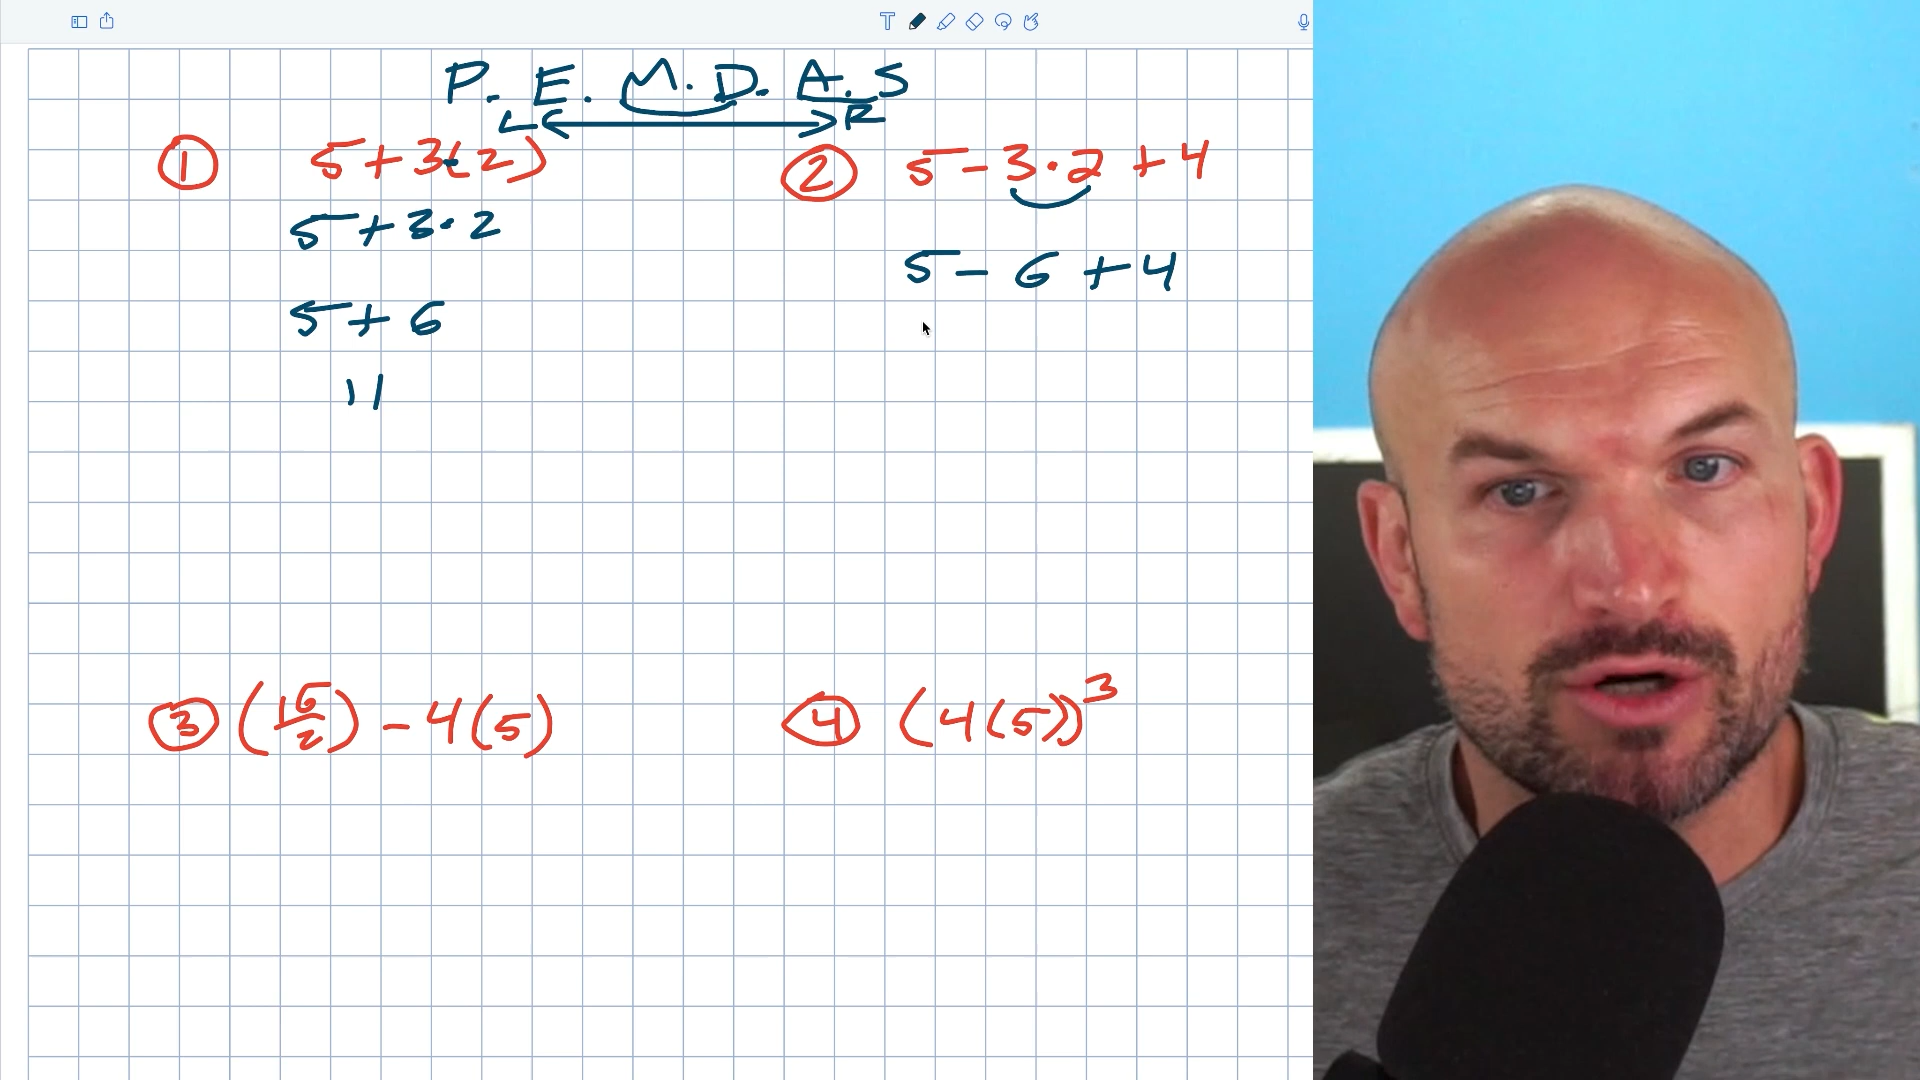 P. E. M. D. A. S
L R
① 5 + 3(2)
5 + 3 · 2
5 + 6
11
② 5 - 3 · 2 + 4
5 - 6 + 4
③ (16/2) - 4(5)
④ (4(5))³